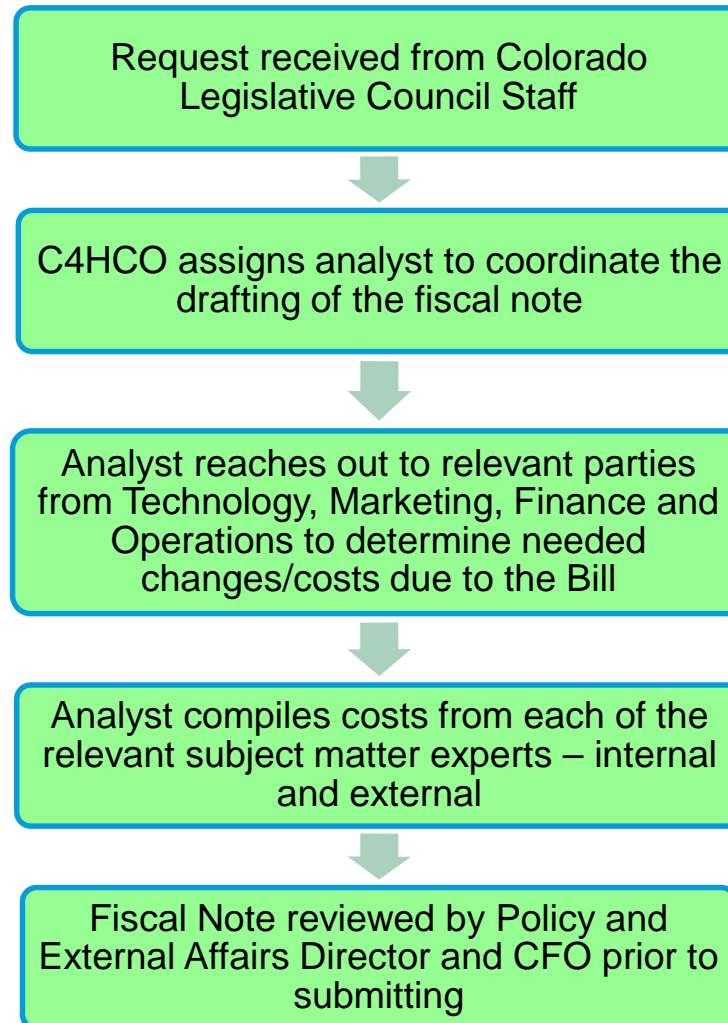 Request received from Colorado
Legislative Council Staff
C4HCO assigns analyst to coordinate the
drafting of the fiscal note
Analyst reaches out to relevant parties
from Technology, Marketing, Finance and
Operations to determine needed
changes/costs due to the Bill
Analyst compiles costs from each of the
relevant subject matter experts – internal
and external
Fiscal Note reviewed by Policy and
External Affairs Director and CFO prior to
submitting